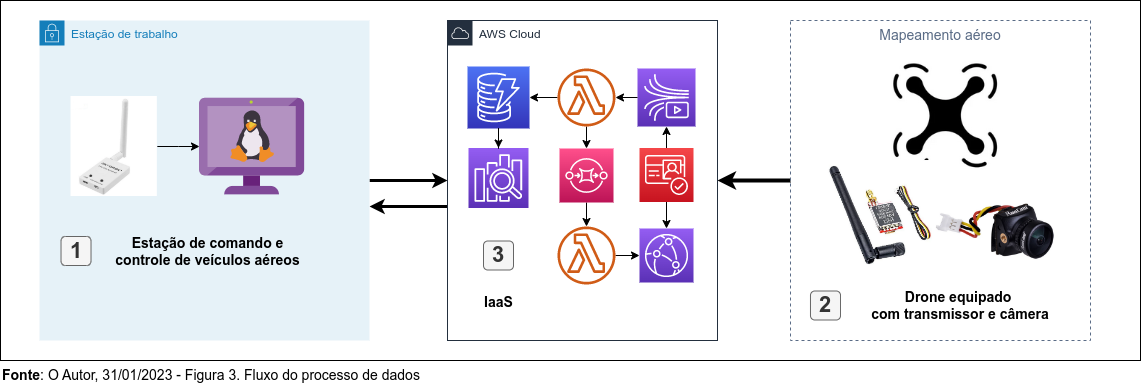 Estação de trabalho
AWS Cloud
Mapeamento aéreo
1
Estação de comando e
controle de veículos aéreos
3
IaaS
2
Drone equipado
com transmissor e câmera
Fonte: O Autor, 31/01/2023 - Figura 3. Fluxo do processo de dados